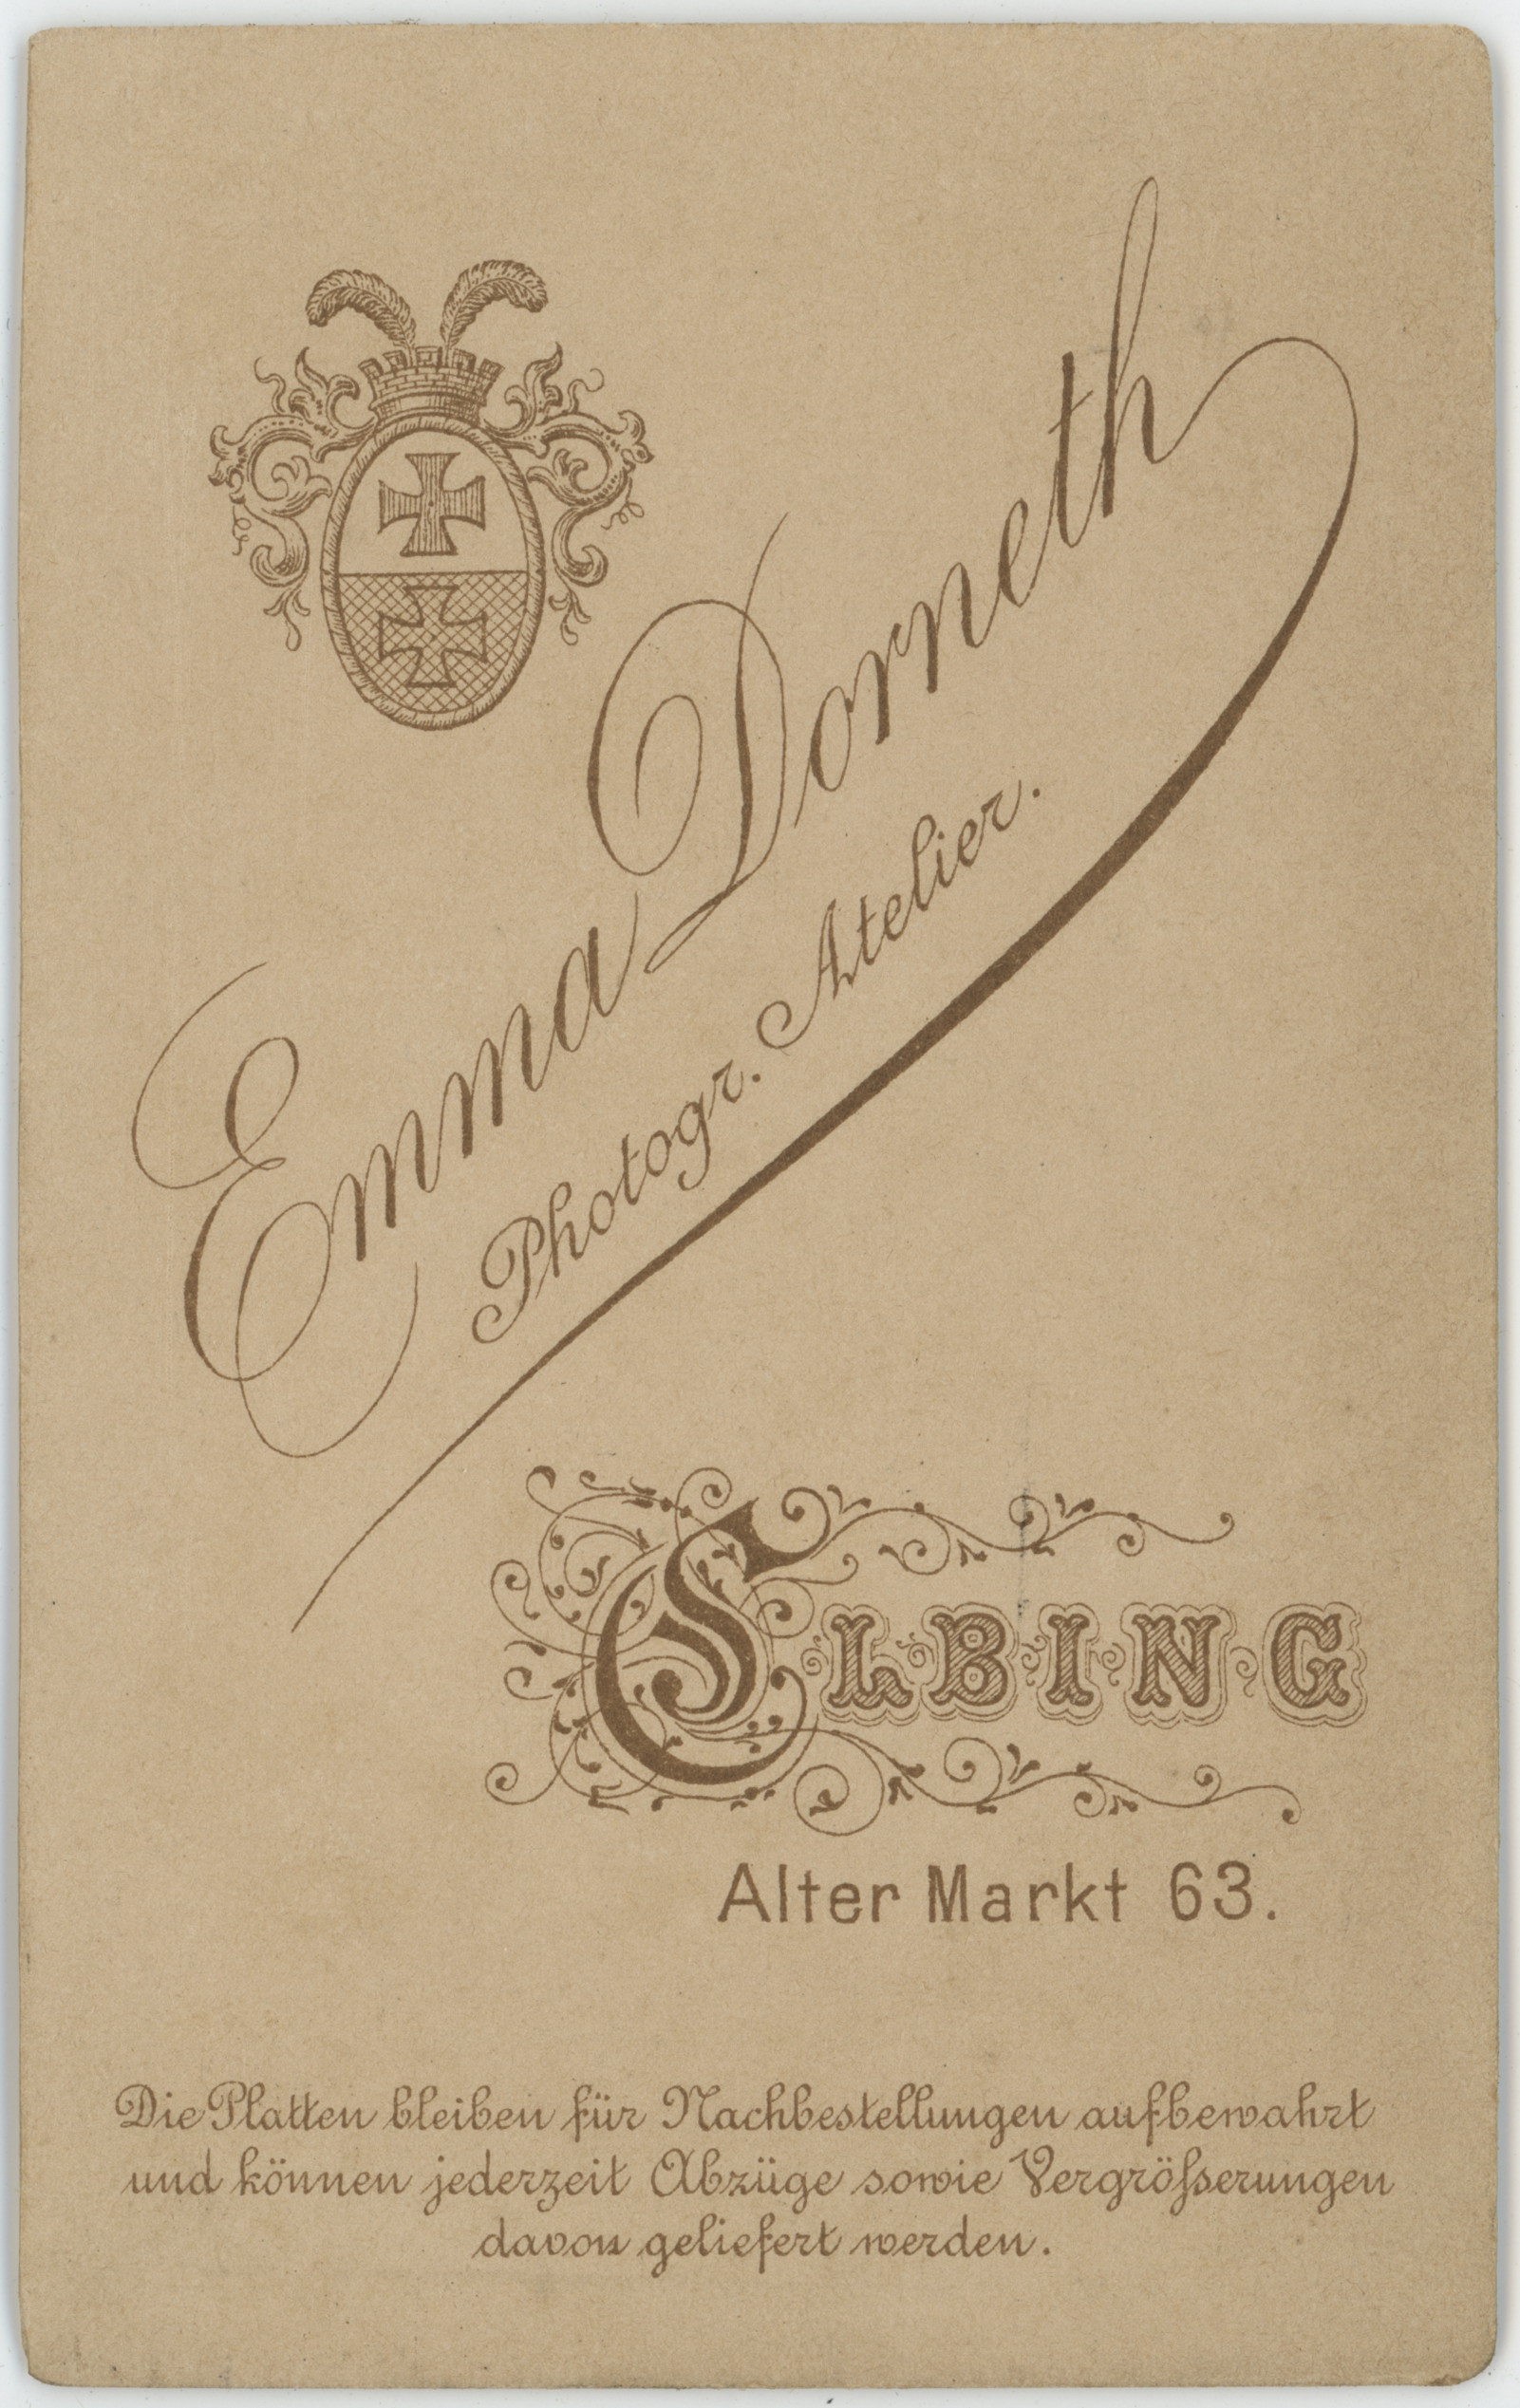 Emma Dorneth
Photogr. Atelier.
ELBING
Alter Markt 63.
Die Platten bleiben für Nachbestellungen aufbewahrt
und können jederzeit Abzüge sowie Vergrößerungen
davon geliefert werden.